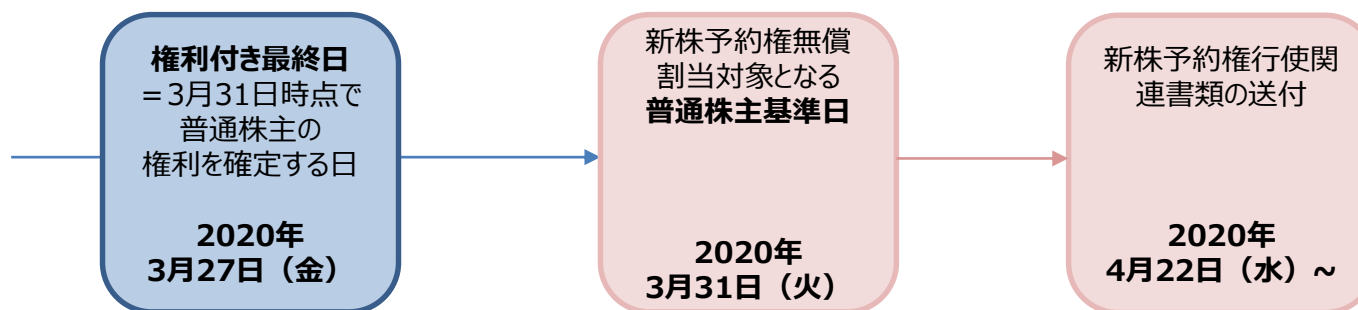 権利付き最終日
＝3月31日時点で
普通株主の
権利を確定する日
2020年
3月27日（金）
新株予約権無償
割当対象となる
普通株主基準日
2020年
3月31日（火）
新株予約権行使関
連書類の送付
2020年
4月22日（水）~